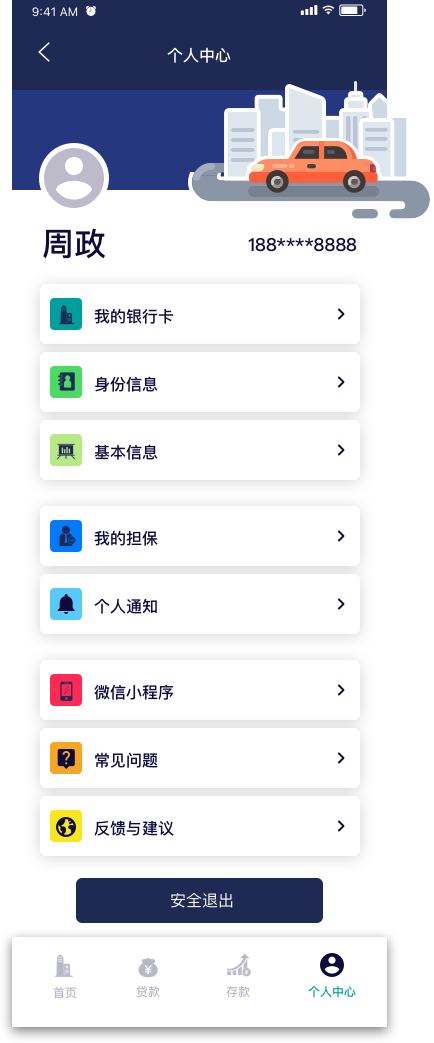 9:41 AM
个人中心
周政
188****8888
我的银行卡
身份信息
基本信息
我的担保
个人通知
微信小程序
常见问题
反馈与建议
安全退出
首页 贷款 存款 个人中心